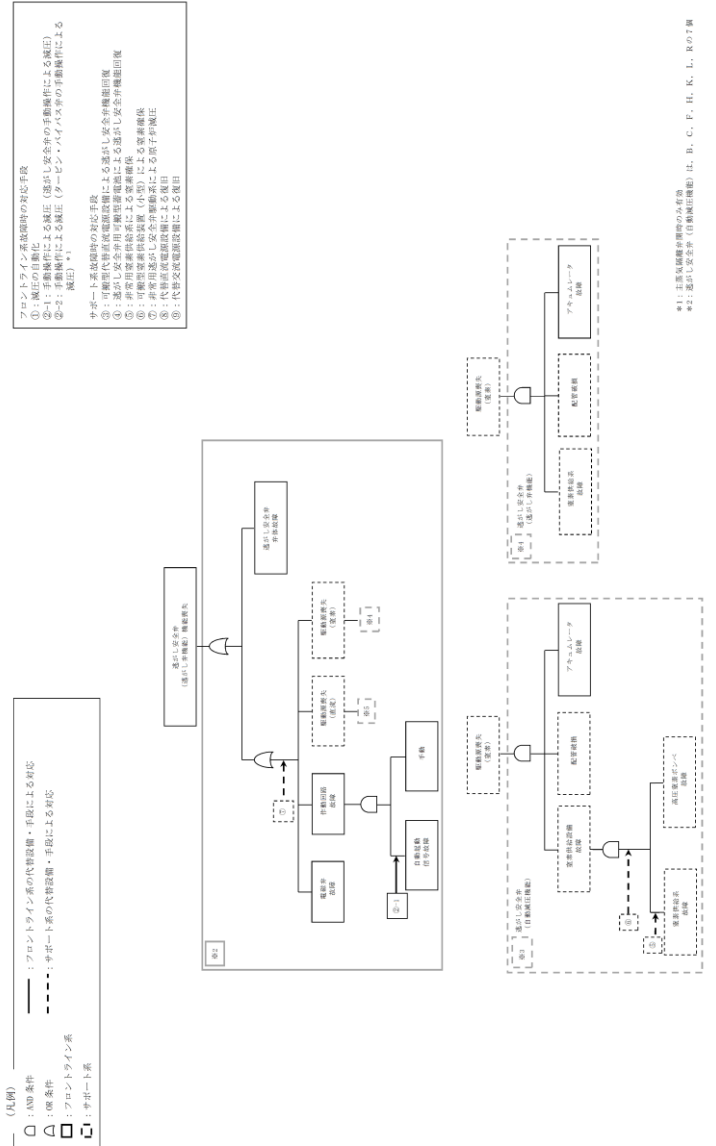 （凡例）
：AND 条件
：OR 条件
：フロントライン系
：サポート系
：フロントライン系の代替設備・手段による対応
：サポート系の代替設備・手段による対応
フロントライン系故障時の対応手段
①：減圧の自動化
②-1：手動操作による減圧（逃がし安全弁の手動操作による減圧）
②-2：手動操作による減圧（タービン・バイパス弁の手動操作による
減圧）＊1
サポート系故障時の対応手段
③：可搬型代替直流電源設備による逃がし安全弁機能回復
④：逃がし安全弁用可搬型蓄電池による逃がし安全弁機能回復
⑤：非常用窒素供給系による窒素確保
⑥：可搬型窒素供給装置（小型）による窒素確保
⑦：非常用逃がし安全弁駆動系による原子炉減圧
⑧：代替直流電源設備による復旧
⑨：代替交流電源設備による復旧
逃がし安全弁
（逃がし弁機能）機能喪失
※2
逃がし安全弁
弁体故障
⑦
電磁弁
故障
作動回路
故障
駆動源喪失
（直流）
駆動源喪失
（窒素）
※5
※4
②-1
自動起動
信号故障
手動
駆動源喪失
（窒素）
※3
逃がし安全弁
（自動減圧機能）
窒素供給設備
故障
配管破損
アキュムレータ
故障
⑥
⑤
窒素供給系
故障
高圧窒素ボンベ
故障
駆動源喪失
（窒素）
※4
逃がし安全弁
（逃がし弁機能）
窒素供給系
故障
配管破損
アキュムレータ
故障
＊1：主蒸気隔離弁開時のみ有効
＊2：逃がし安全弁（自動減圧機能）は、B、C、F、H、K、L、Rの7個